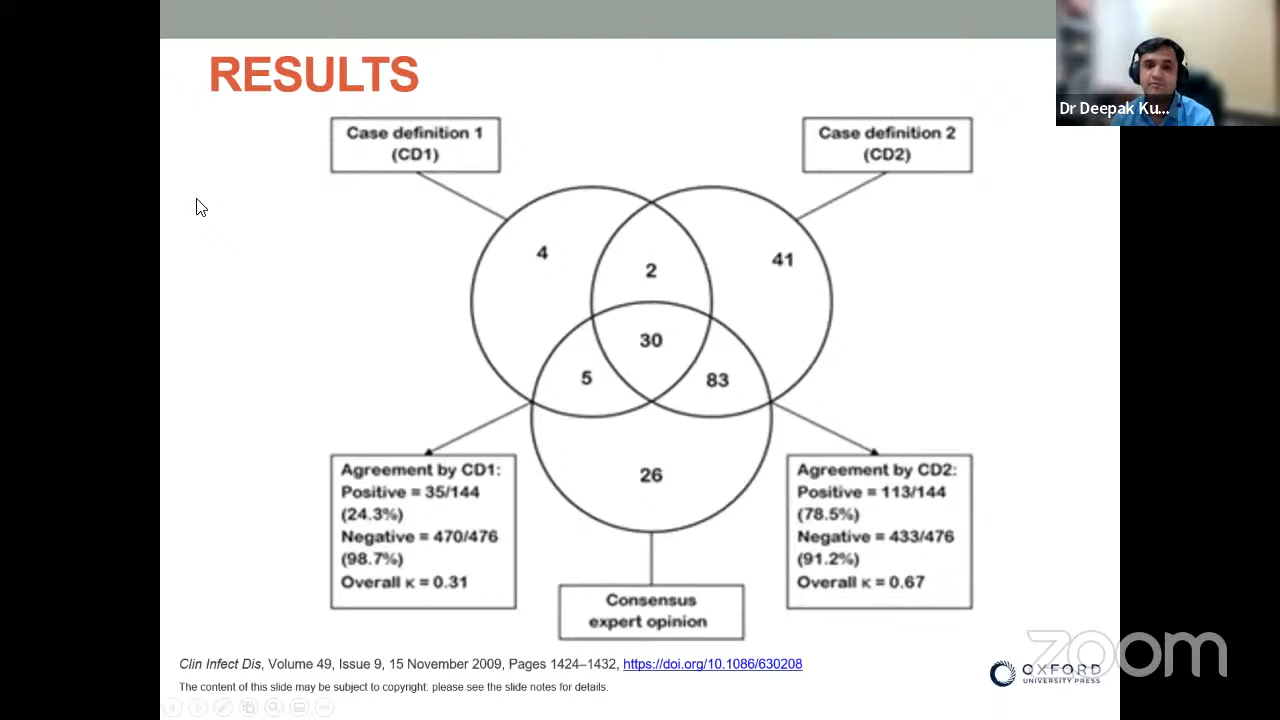 RESULTS
Dr Deepak Ku...
Case definition 1
(CD1)
Case definition 2
(CD2)
4
2
41
30
5
83
26
Agreement by CD1:
Positive = 35/144
(24.3%)
Negative = 470/476
(98.7%)
Overall κ = 0.31
Agreement by CD2:
Positive = 113/144
(78.5%)
Negative = 433/476
(91.2%)
Overall κ = 0.67
Consensus
expert opinion
Clin Infect Dis, Volume 49, Issue 9, 15 November 2009, Pages 1424–1432, https://doi.org/10.1086/630208
The content of this slide may be subject to copyright: please see the slide notes for details.
OXFORD
UNIVERSITY PRESS
zoom